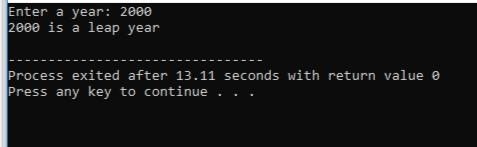 Enter a year: 2000
2000 is a leap year
--------------------------------
Process exited after 13.11 seconds with return value 0
Press any key to continue . . .